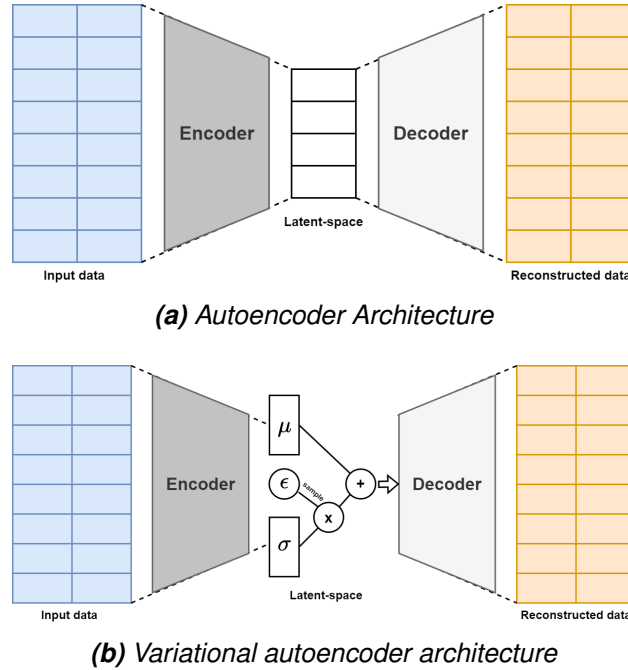 Encoder
Decoder
Latent-space
Input data
Reconstructed data
(a) Autoencoder Architecture
μ
Encoder
ϵ
sample
+
Decoder
x
σ
Latent-space
Input data
Reconstructed data
(b) Variational autoencoder architecture